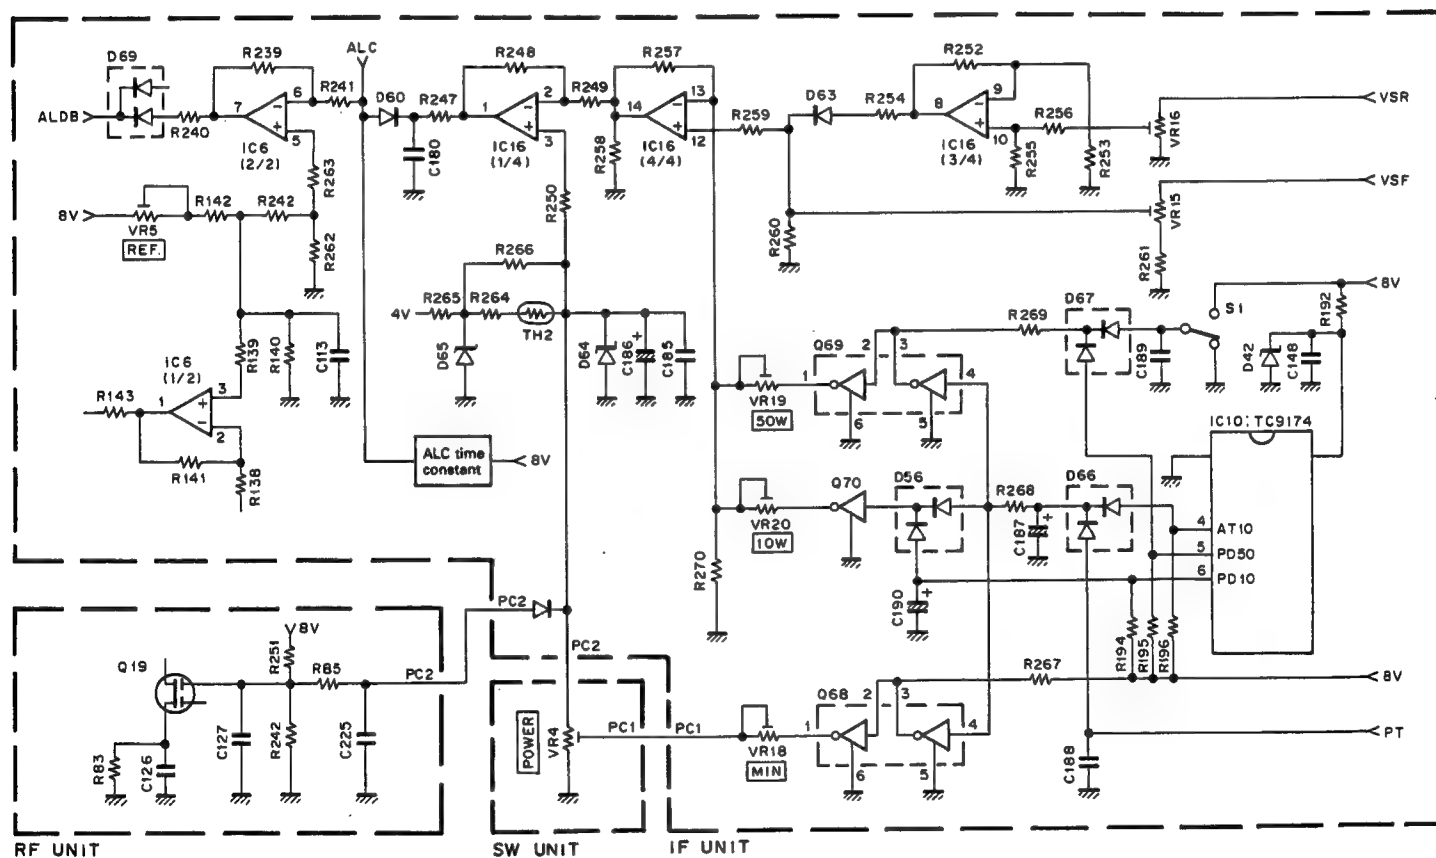 ALC
D69
R239
R248
R257
R252
R241
D60
R247
R249
D63
R254
ALDB
R240
7
6
5
IC6
(2/2)
1
2
3
IC16
(1/4)
14
13
12
IC16
(4/4)
R259
8
9
10
IC16
(3/4)
R256
VSR
VR16
C180
R258
R255
R253
R263
R250
VSF
VR15
8V
VR5
REF.
R142
R242
R262
R266
R260
R261
4V
R265
R264
TH2
D65
D64
C186
+
C185
R269
D67
S1
8V
R192
C189
D42
C148
R139
R140
C113
IC6
(1/2)
R143
1
3
2
R141
R138
Q69
2
3
1
4
6
5
VR19
50W
IC10: TC9174
ALC time
constant
8V
Q70
D56
R268
D66
VR20
10W
C187
+
4
AT10
5
PD50
6
PD10
R270
C190
+
R194
R195
R196
PC2
PC2
8V
R251
Q19
R85
PC2
R83
C126
C127
R242
C225
POWER
VR4
PC1
PC1
VR18
MIN
Q68
2
3
1
4
6
5
R267
8V
C188
PT
RF UNIT
SW UNIT
IF UNIT